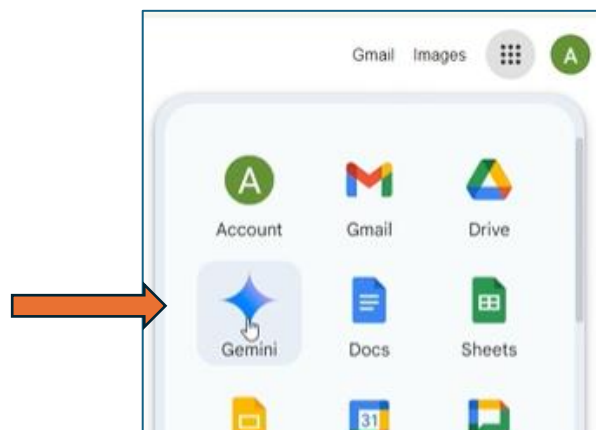 Gmail Images A
A
Account Gmail Drive
Gemini Docs Sheets
31